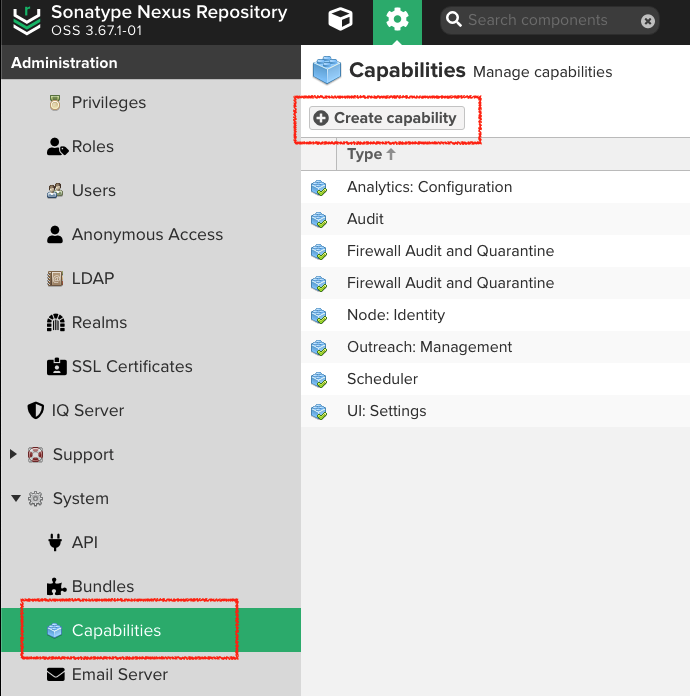 Sonatype Nexus Repository
OSS 3.67.1-01
Search components
Administration
Privileges
Roles
Users
Anonymous Access
LDAP
Realms
SSL Certificates
IQ Server
Support
System
API
Bundles
Capabilities
Email Server
Capabilities Manage capabilities
Create capability
Type
Analytics: Configuration
Audit
Firewall Audit and Quarantine
Firewall Audit and Quarantine
Node: Identity
Outreach: Management
Scheduler
UI: Settings